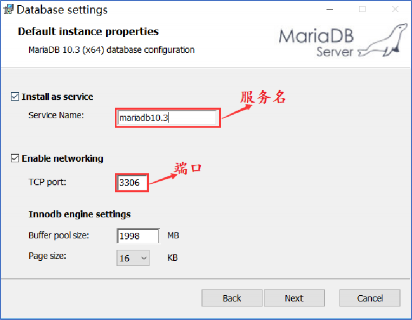 Database settings
Default instance properties
MariaDB 10.3 (x64) database configuration
MariaDB
Server
Install as service
服务名
Service Name: mariadb10.3
Enable networking
端口
TCP port: 3306
Innodb engine settings
Buffer pool size: 1998 MB
Page size: 16 KB
Back Next Cancel